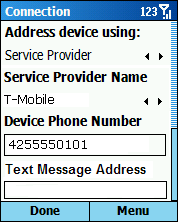 Connection 123
Address device using:
Service Provider
Service Provider Name
T-Mobile
Device Phone Number
4255550101
Text Message Address
Done Menu